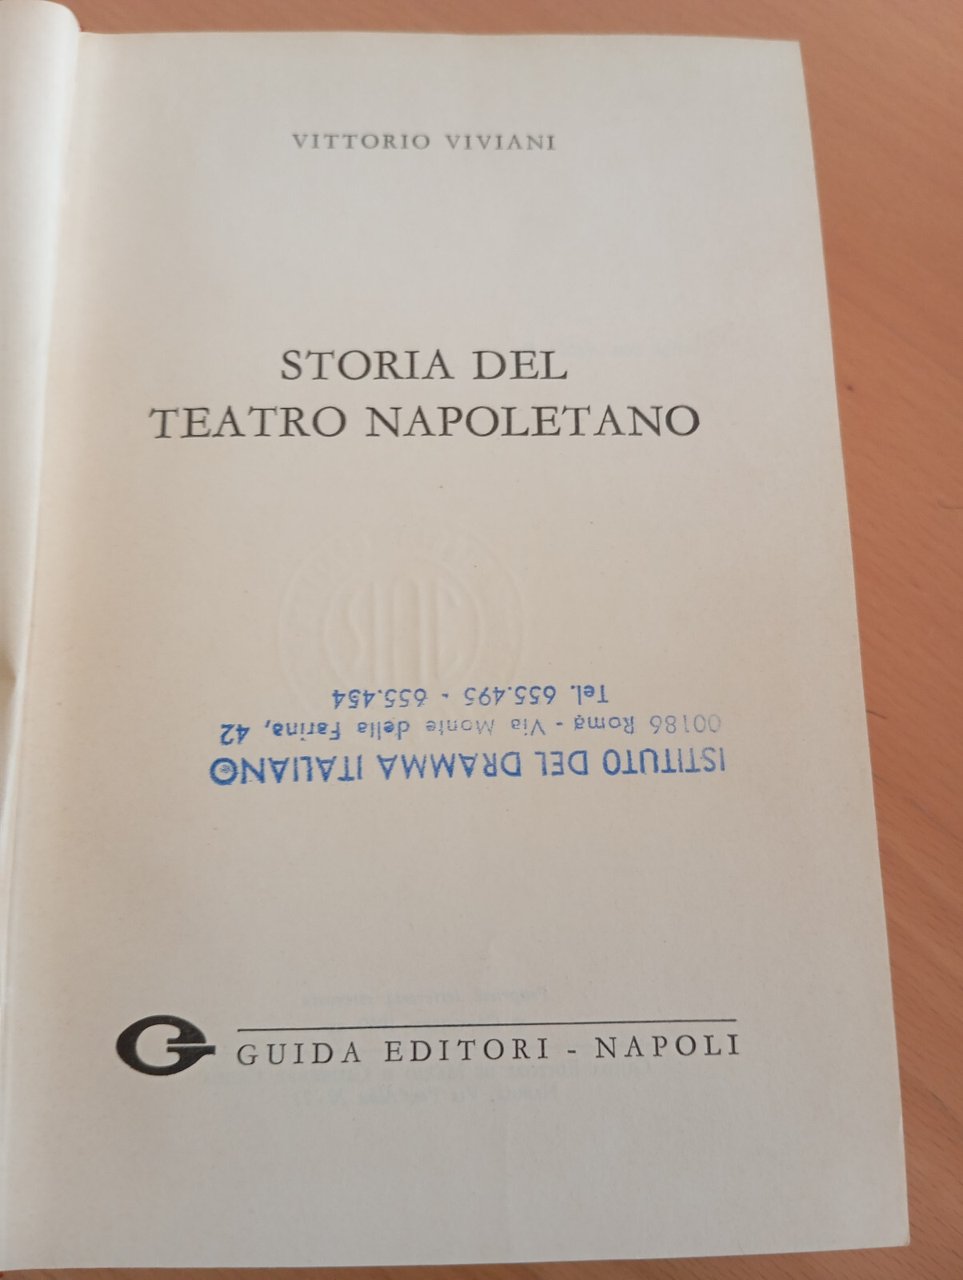 VITTORIO VIVIANI
STORIA DEL
TEATRO NAPOLETANO
ISTITUTO DEL DRAMMA ITALIANO
00186 Roma - Via Monte della Farina, 42
Tel. 655.495 - 655.454
GUIDA EDITORI - NAPOLI